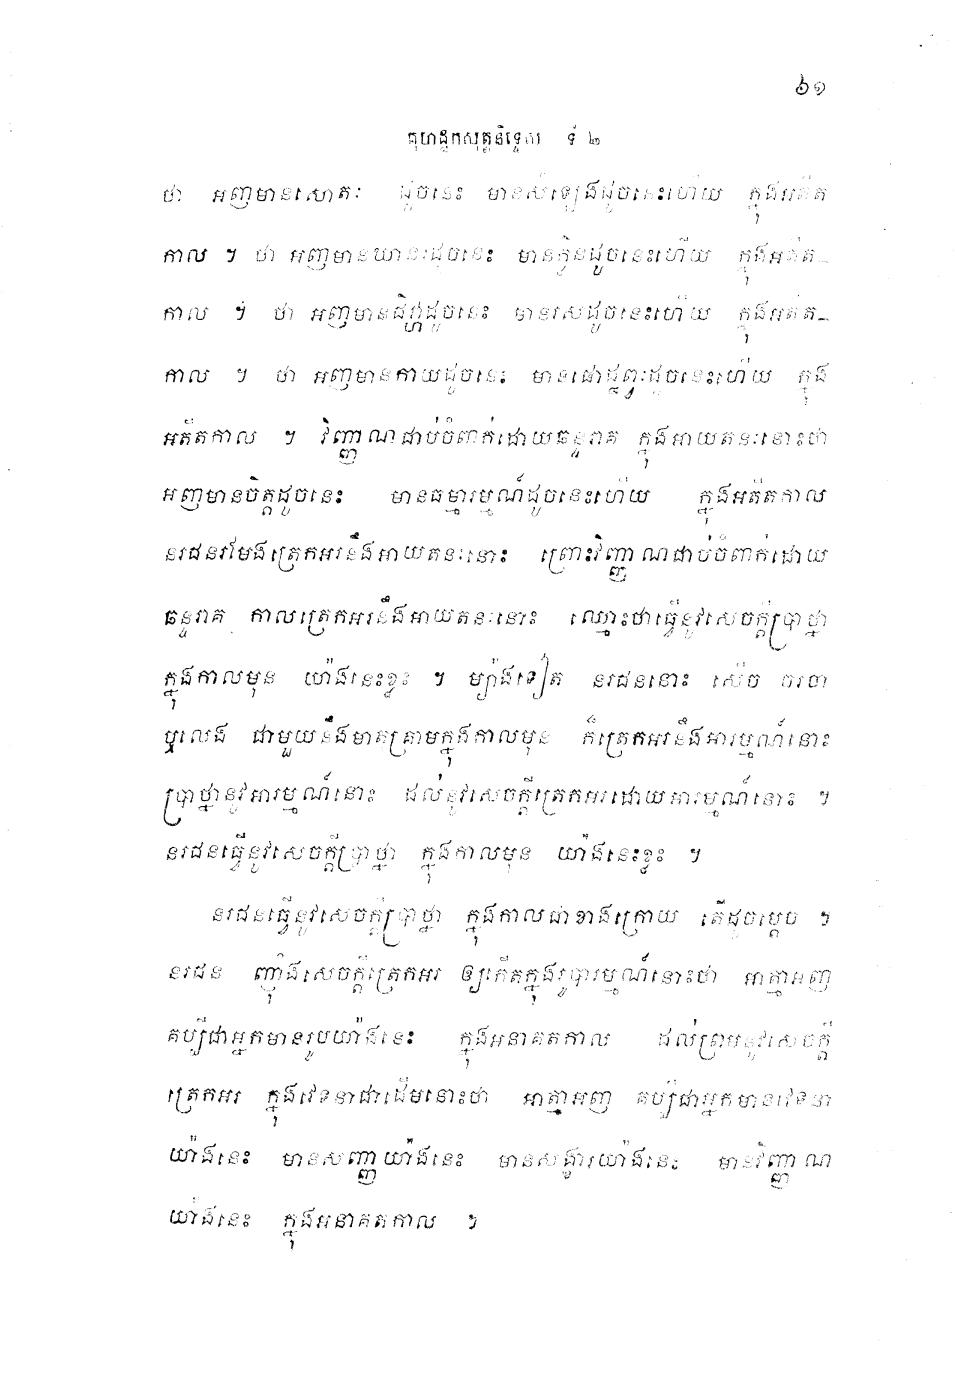 ៦១
គុហដ្ឋកសុត្តនិទ្ទេស ទី ២
ថា អញមានសោតៈ ដូច្នេះ មានសំឡេងដូច្នេះហើយ ក្នុងអតីត
កាល ។ ថា អញមានឃានៈដូច្នេះ មានក្លិនដូច្នេះហើយ ក្នុងអតីត-
កាល ។ ថា អញមានជិវ្ហាដូច្នេះ មានរសដូច្នេះហើយ ក្នុងអតីត-
កាល ។ ថា អញមានកាយដូច្នេះ មានផោដ្ឋព្វៈដូច្នេះហើយ ក្នុង
អតីតកាល ។ វិញ្ញាណជាប់ចំពាក់ដោយឆន្ទរាគ ក្នុងអាយតនៈនោះថា
អញមានចិត្តដូច្នេះ មានធម្មារម្មណ៍ដូច្នេះហើយ ក្នុងអតីតកាល
នរជនរមែងត្រេកអរនឹងអាយតនៈនោះ ព្រោះវិញ្ញាណជាប់ចំពាក់ដោយ
ឆន្ទរាគ កាលត្រេកអរនឹងអាយតនៈនោះ ឈ្មោះថាធ្វើនូវសេចក្តីប្រាថ្នា
ក្នុងកាលមុន យ៉ាងនេះខ្លះ ។ ម្យ៉ាងទៀត នរជននោះ សើច ចរចា
ឬលេង ជាមួយនឹងមាតុគ្រាមក្នុងកាលមុន ក៏ត្រេកអរនឹងអារម្មណ៍នោះ
ប្រាថ្នានូវអារម្មណ៍នោះ ដល់នូវសេចក្តីត្រេកអរដោយអារម្មណ៍នោះ ។
នរជនធ្វើនូវសេចក្តីប្រាថ្នា ក្នុងកាលមុន យ៉ាងនេះខ្លះ ។
នរជនធ្វើនូវសេចក្តីប្រាថ្នា ក្នុងកាលជាខាងក្រោយ តើដូចម្តេច ។
នរជន ញ៉ាំងសេចក្តីត្រេកអរ ឲ្យកើតក្នុងរូបារម្មណ៍នោះថា អាត្មាអញ
គប្បីជាអ្នកមានរូបយ៉ាងនេះ ក្នុងអនាគតកាល ដល់ព្រមនូវសេចក្តី
ត្រេកអរ ក្នុងវេទនាជាដើមនោះថា អាត្មាអញ គប្បីជាអ្នកមានវេទនា
យ៉ាងនេះ មានសញ្ញាយ៉ាងនេះ មានសង្ខារយ៉ាងនេះ មានវិញ្ញាណ
យ៉ាងនេះ ក្នុងអនាគតកាល ។